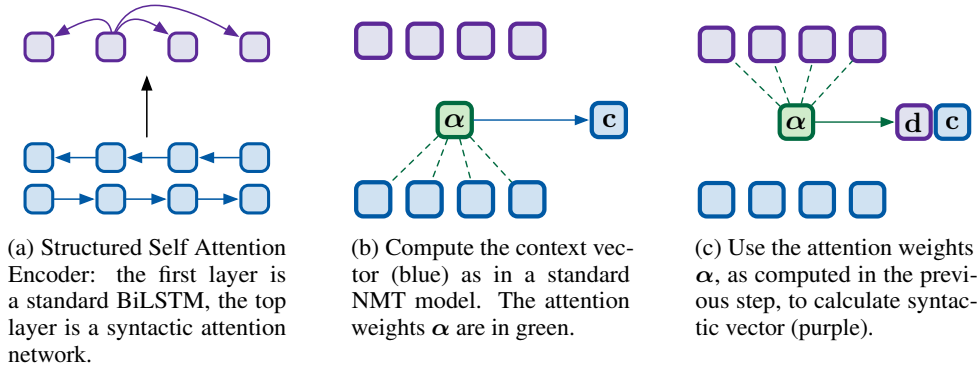 α
c
α
d
c
(a) Structured Self Attention
Encoder: the first layer is
a standard BiLSTM, the top
layer is a syntactic attention
network.
(b) Compute the context vec-
tor (blue) as in a standard
NMT model. The attention
weights α are in green.
(c) Use the attention weights
α, as computed in the previ-
ous step, to calculate syntac-
tic vector (purple).